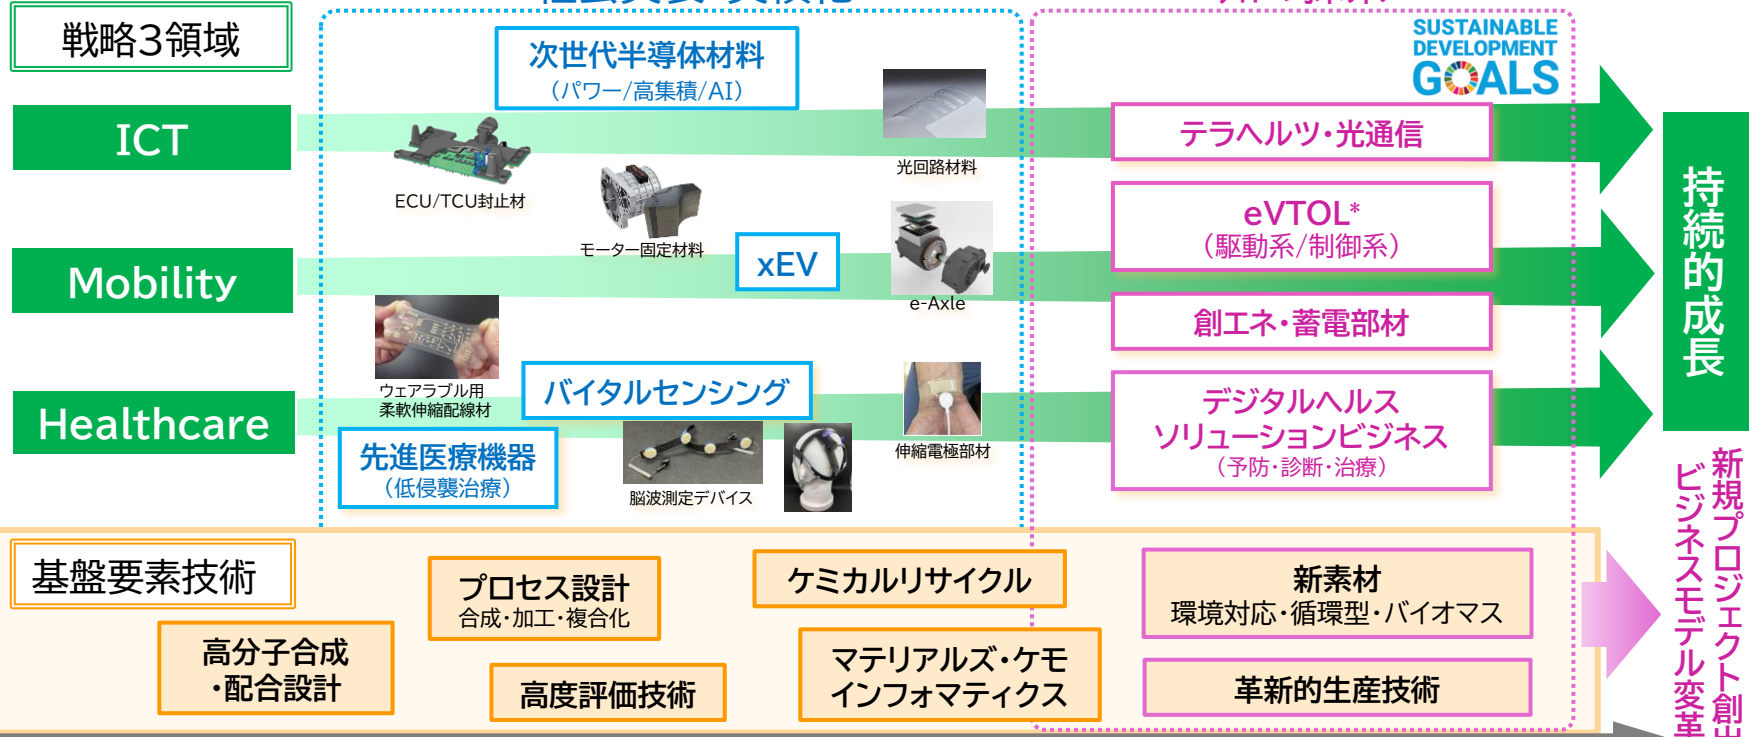 戦略3領域
SUSTAINABLE
DEVELOPMENT
GOALS
次世代半導体材料
(パワー/高集積/AI)
ICT
ECU/TCU封止材
光回路材料
テラヘルツ・光通信
モーター固定材料
Mobility
xEV
e-Axle
eVTOL*
(駆動系/制御系)
創エネ・蓄電部材
ウェアラブル用
柔軟伸縮配線材
Healthcare
バイタルセンシング
先進医療機器
(低侵襲治療)
脳波測定デバイス
伸縮電極部材
デジタルヘルス
ソリューションビジネス
(予防・診断・治療)
持続的成長
基盤要素技術
高分子合成
・配合設計
プロセス設計
合成・加工・複合化
高度評価技術
ケミカルリサイクル
マテリアルズ・ケモ
インフォマティクス
新素材
環境対応・循環型・バイオマス
革新的生産技術
新規プロジェクト創出
ビジネスモデル変革